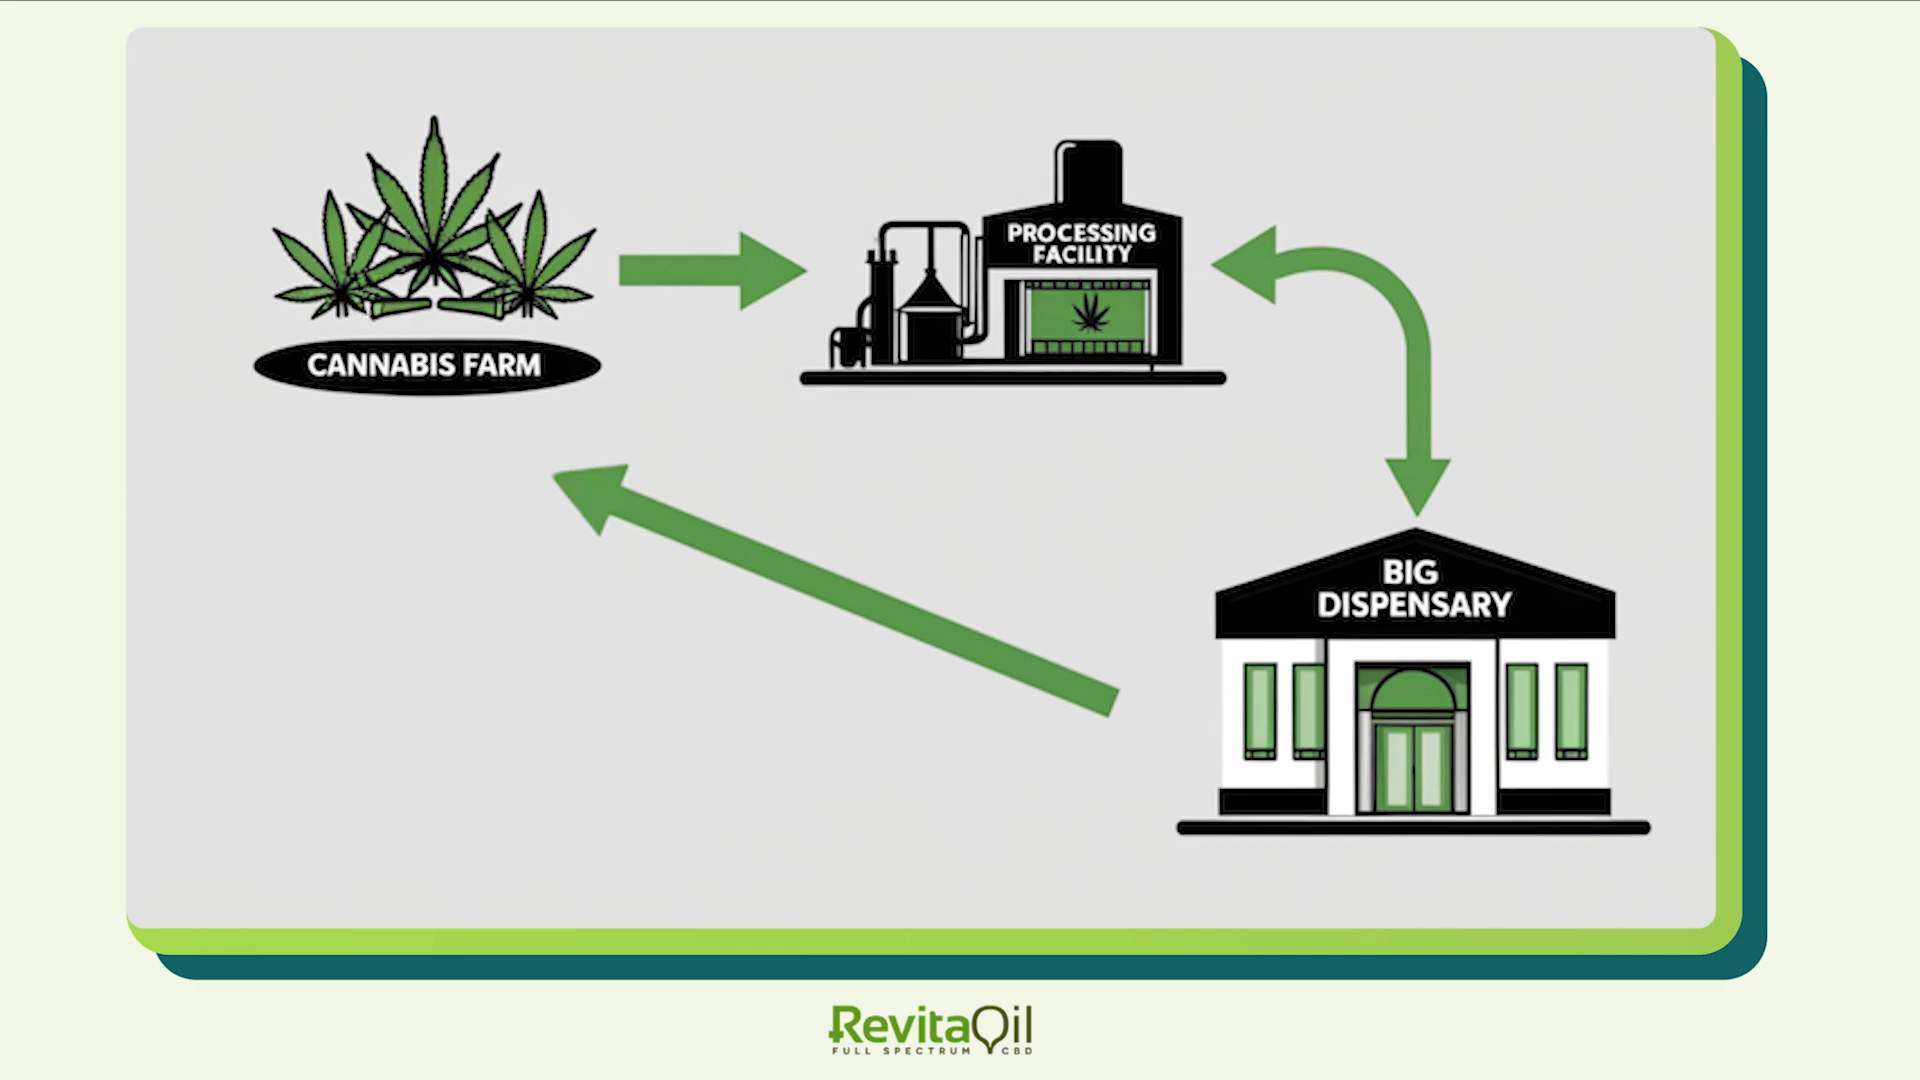 CANNABIS FARM
PROCESSING
FACILITY
BIG
DISPENSARY
RevitaOil
FULL SPECTRUM CBD